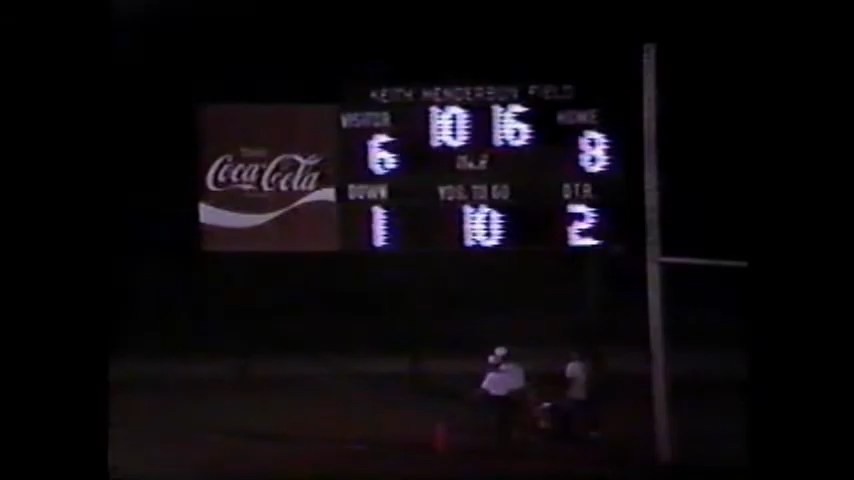 KEITH HENDERSON FIELD
VISITOR
10 16
HOME
6
8
Coca-Cola
DOWN
YDS. TO GO
QTR.
1
10
2